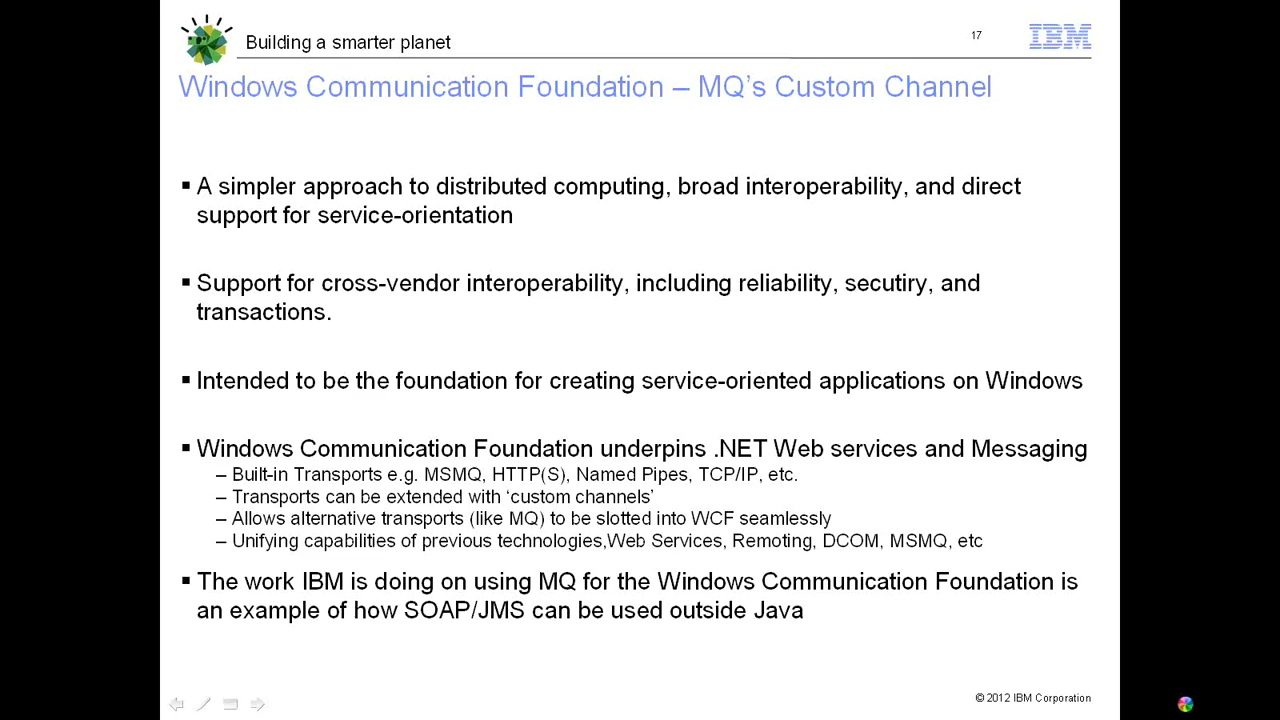 Building a smarter planet
17
IBM
Windows Communication Foundation – MQ’s Custom Channel
▪ A simpler approach to distributed computing, broad interoperability, and direct
support for service-orientation
▪ Support for cross-vendor interoperability, including reliability, secutiry, and
transactions.
▪ Intended to be the foundation for creating service-oriented applications on Windows
▪ Windows Communication Foundation underpins .NET Web services and Messaging
– Built-in Transports e.g. MSMQ, HTTP(S), Named Pipes, TCP/IP, etc.
– Transports can be extended with ‘custom channels’
– Allows alternative transports (like MQ) to be slotted into WCF seamlessly
– Unifying capabilities of previous technologies,Web Services, Remoting, DCOM, MSMQ, etc
▪ The work IBM is doing on using MQ for the Windows Communication Foundation is
an example of how SOAP/JMS can be used outside Java
© 2012 IBM Corporation